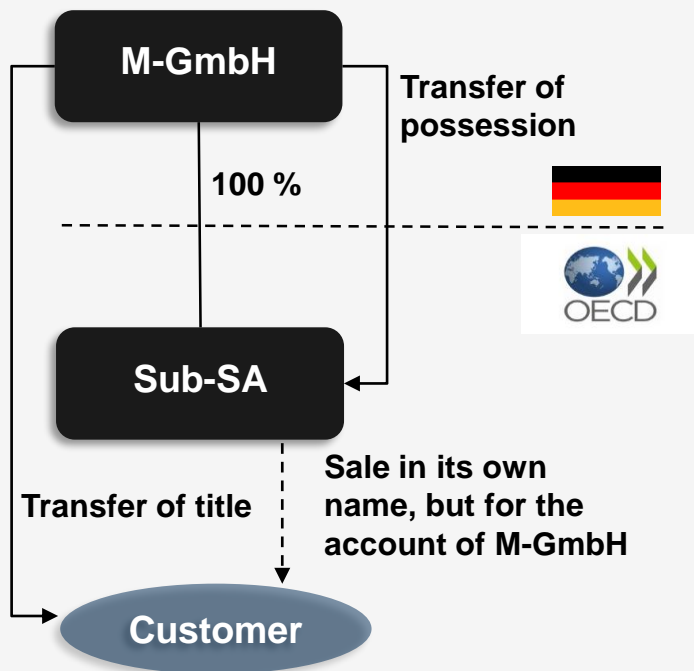 M-GmbH
Transfer of
possession
100 %
OECD
Sub-SA
Sale in its own
name, but for the
account of M-GmbH
Transfer of title
Customer